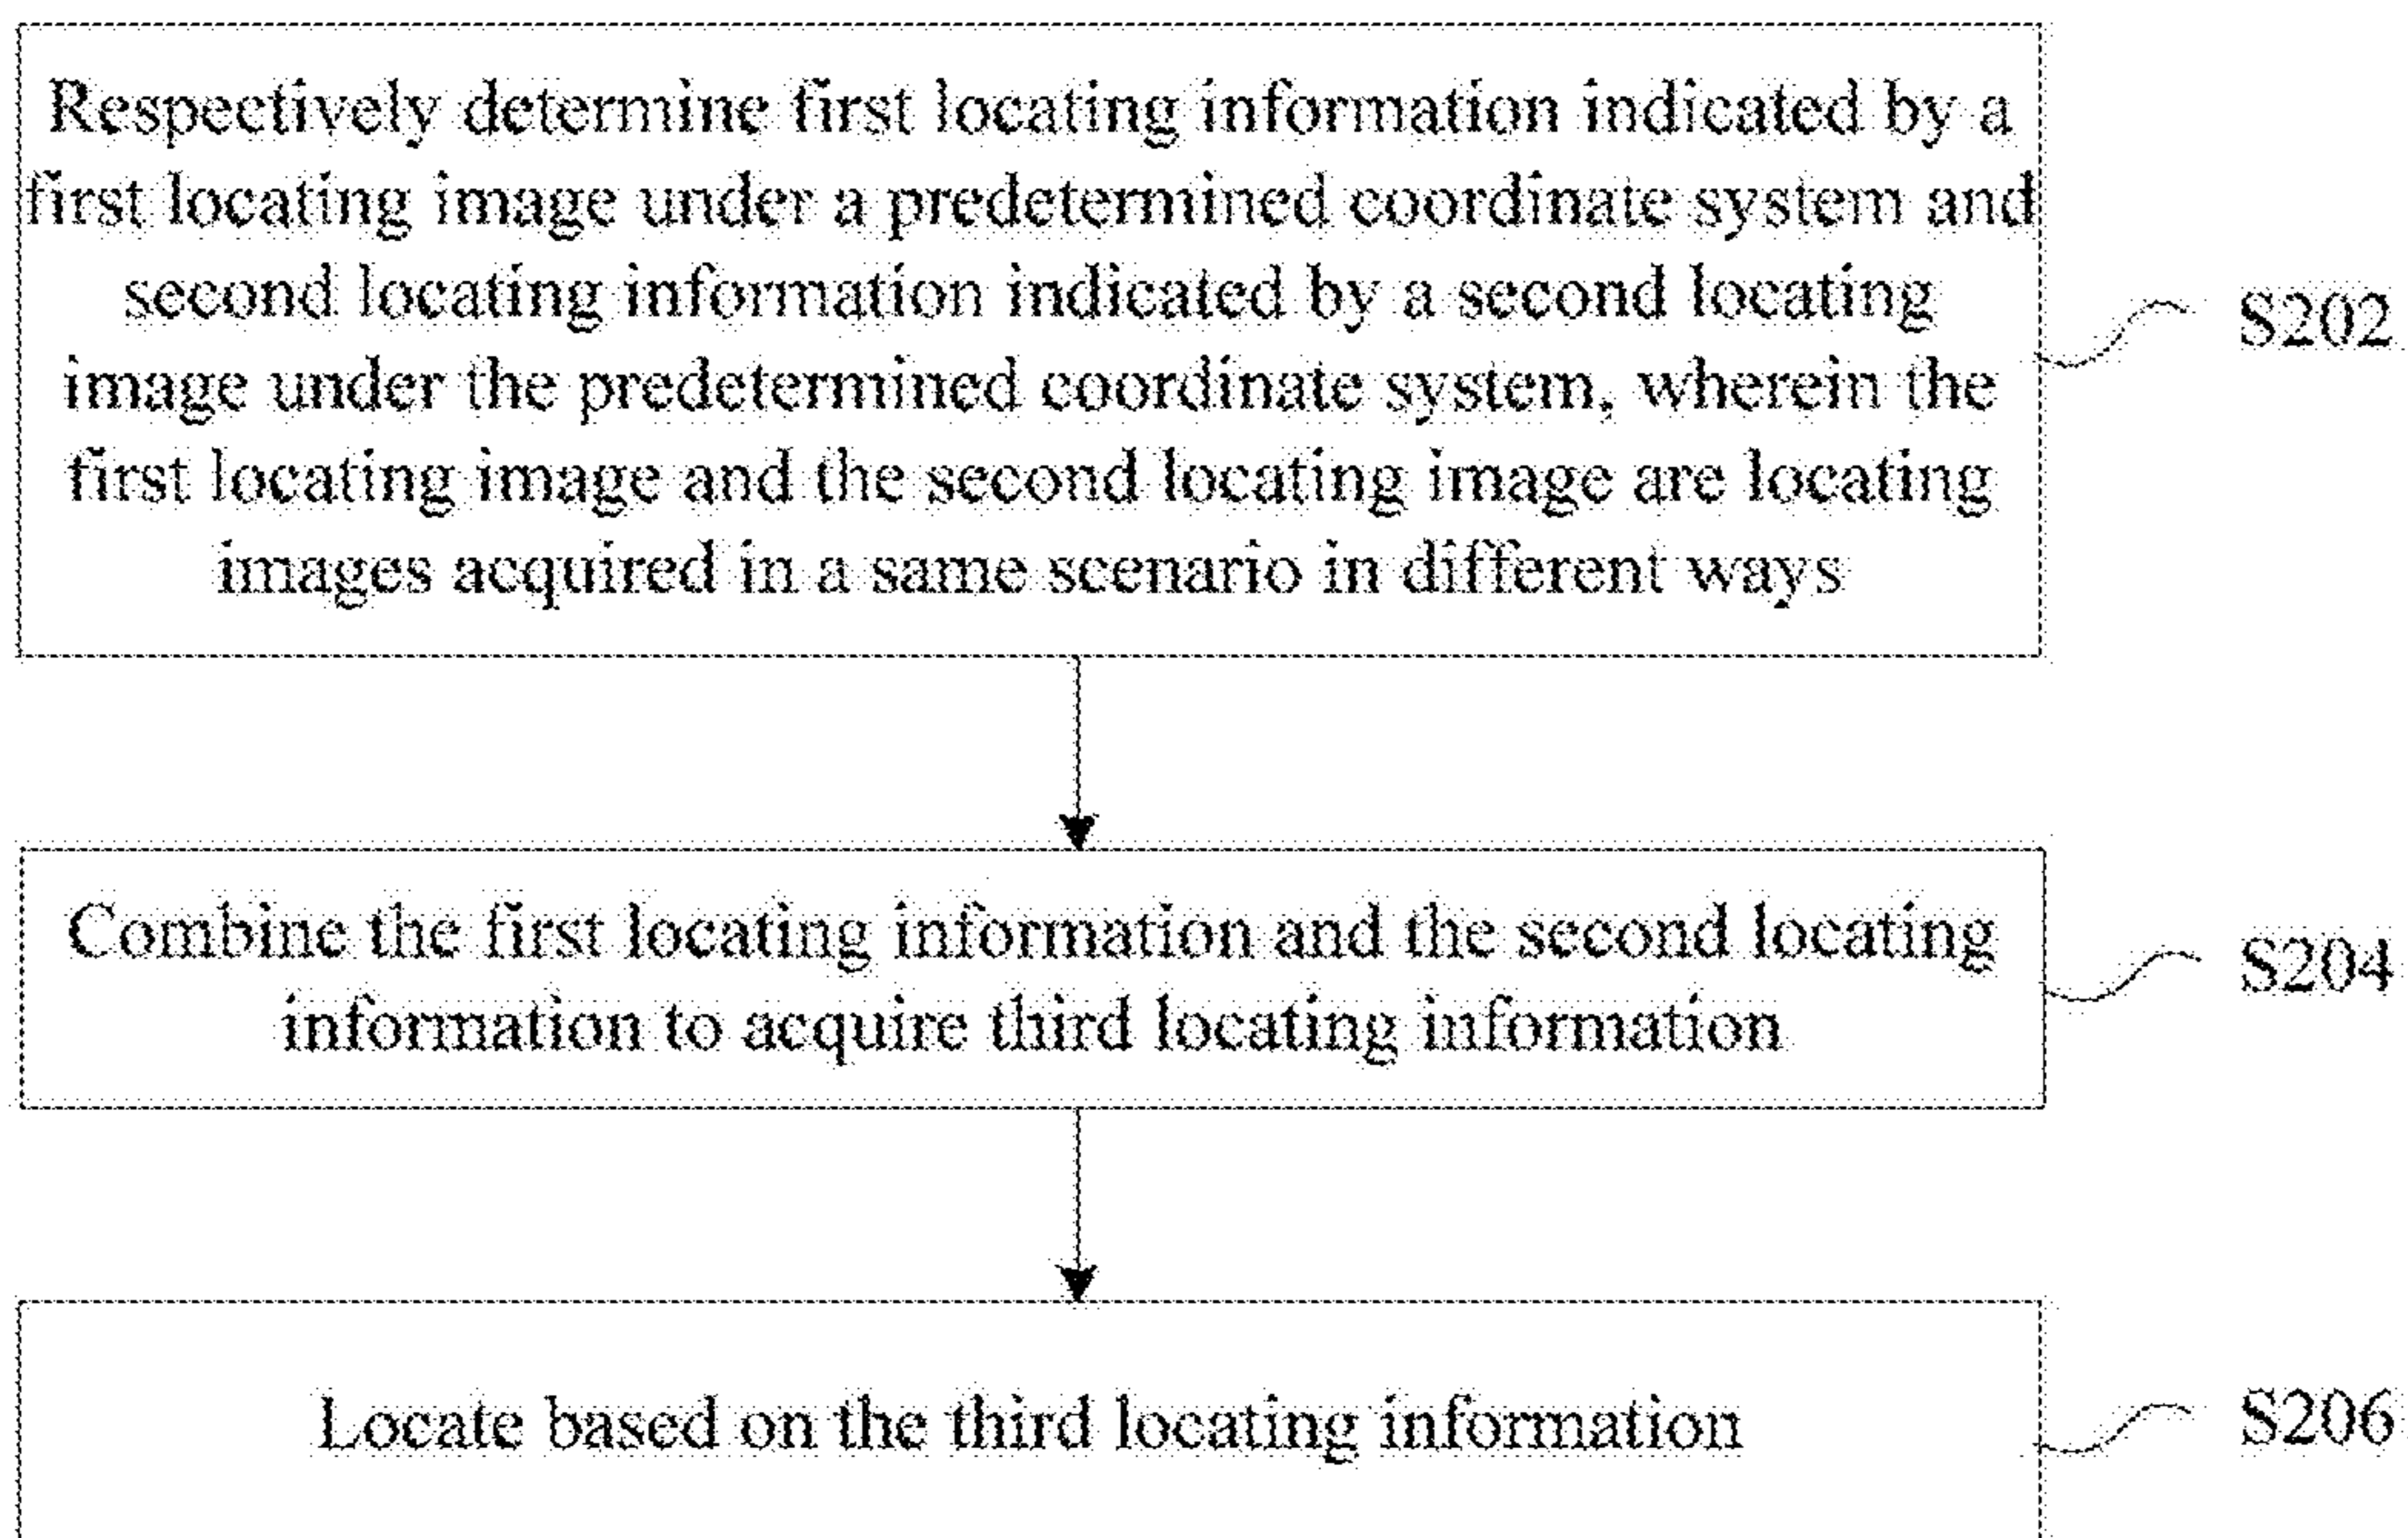 Respectively determine first locating information indicated by a
first locating image under a predetermined coordinate system and
second locating information indicated by a second locating
image under the predetermined coordinate system, wherein the
first locating image and the second locating image are locating
images acquired in a same scenario in different ways
S202
Combine the first locating information and the second locating
information to acquire third locating information
S204
Locate based on the third locating information
S206